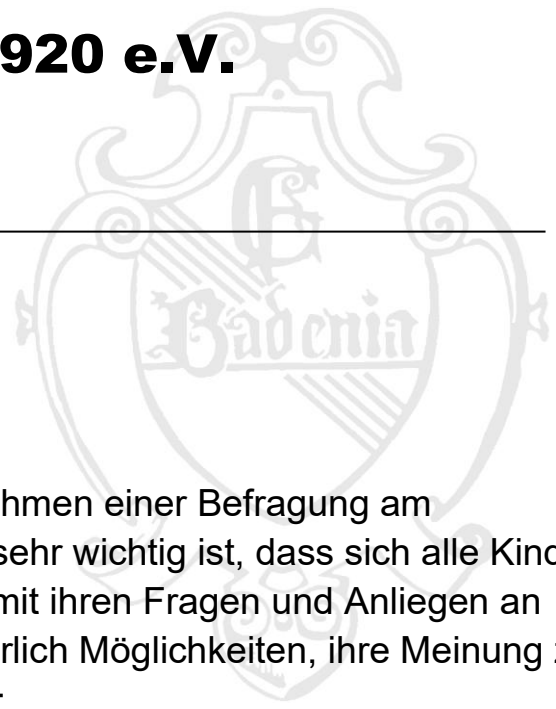 920 e.V.
Badenia
hmen einer Befragung am
sehr wichtig ist, dass sich alle Kind
mit ihren Fragen und Anliegen an
rlich Möglichkeiten, ihre Meinung